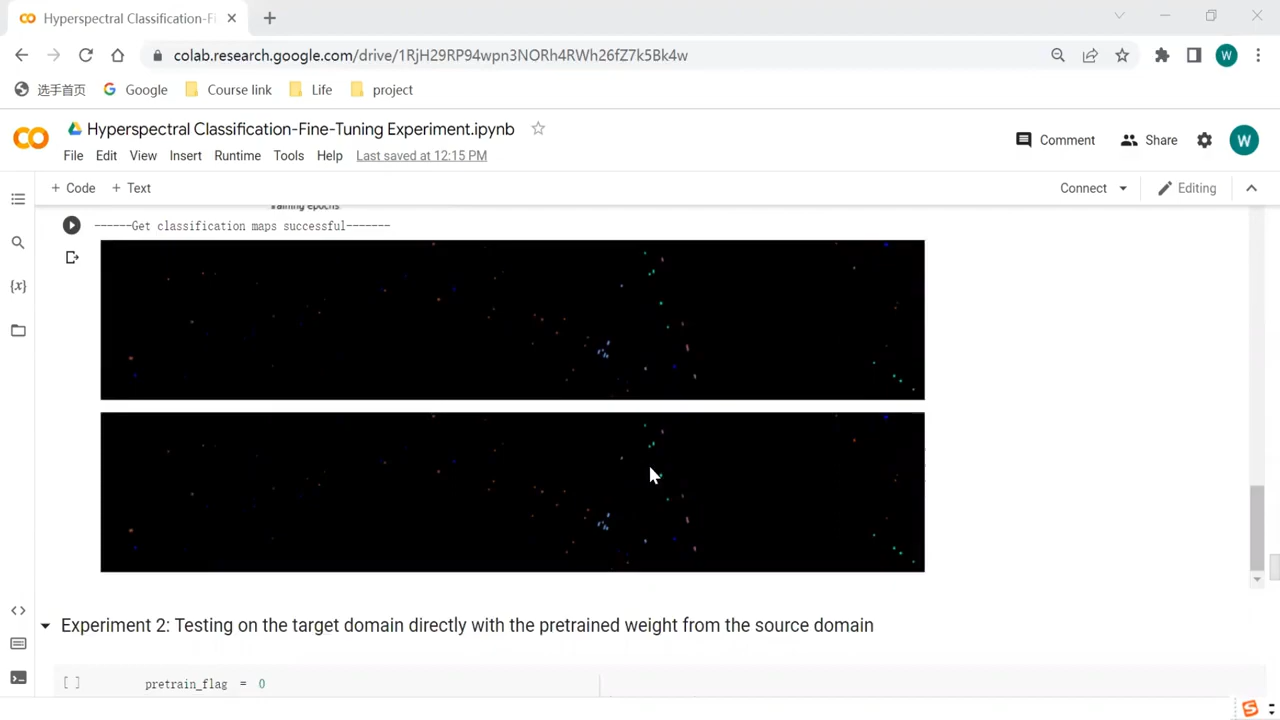 Hyperspectral Classification-Fi
colab.research.google.com/drive/1RjH29RP94wpn3NORh4RWh26fZ7k5Bk4w
W
选手首页 Google Course link Life project
Hyperspectral Classification-Fine-Tuning Experiment.ipynb
Comment Share W
File Edit View Insert Runtime Tools Help Last saved at 12:15 PM
+ Code + Text Connect Editing
Training epochs
------Get classification maps successful-------
{x}
Experiment 2: Testing on the target domain directly with the pretrained weight from the source domain
[ ] pretrain_flag = 0
S